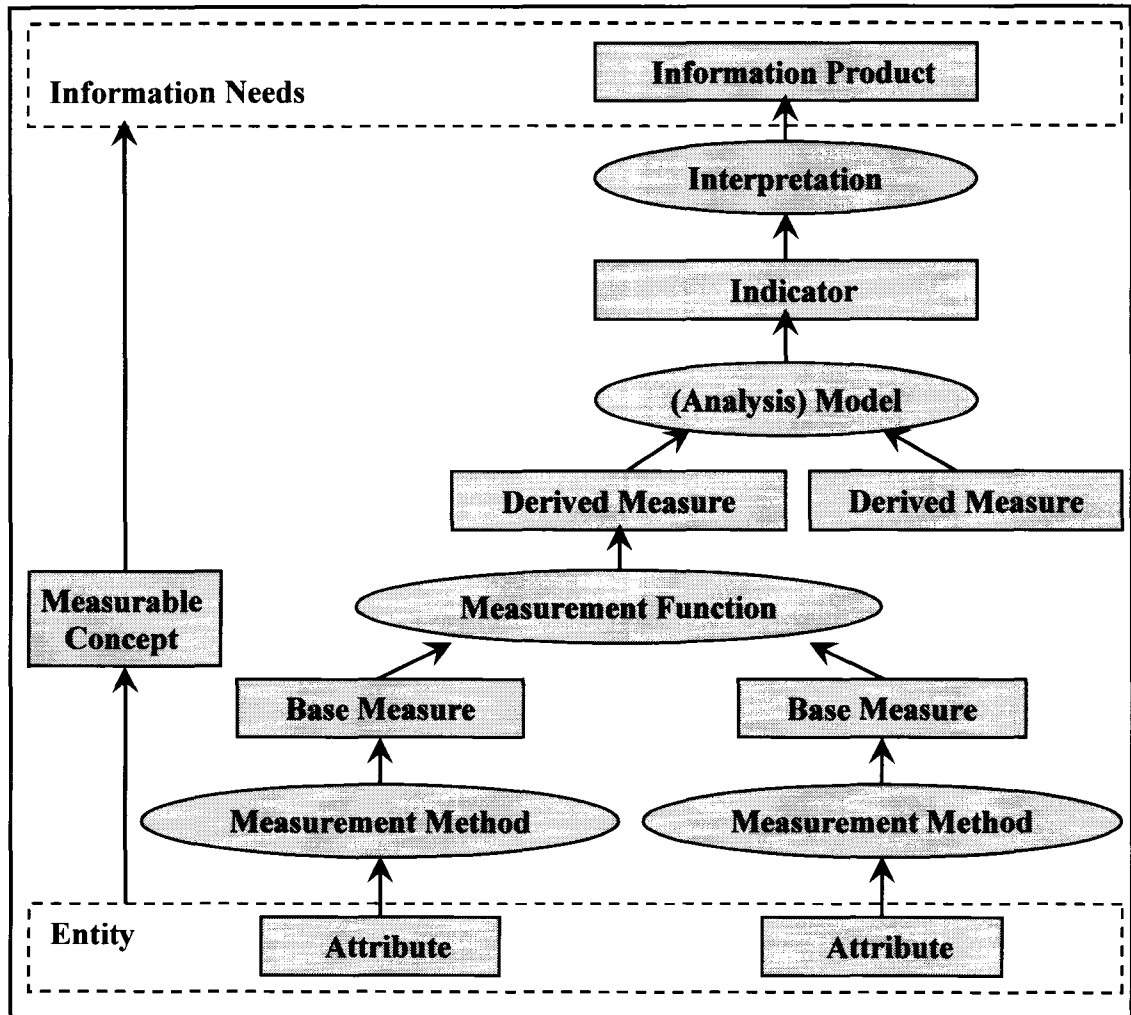 Information Product
Information Needs
Interpretation
Indicator
(Analysis) Model
Derived Measure
Derived Measure
Measurement Function
Measurable
Concept
Base Measure
Base Measure
Measurement Method
Measurement Method
Entity
Attribute
Attribute